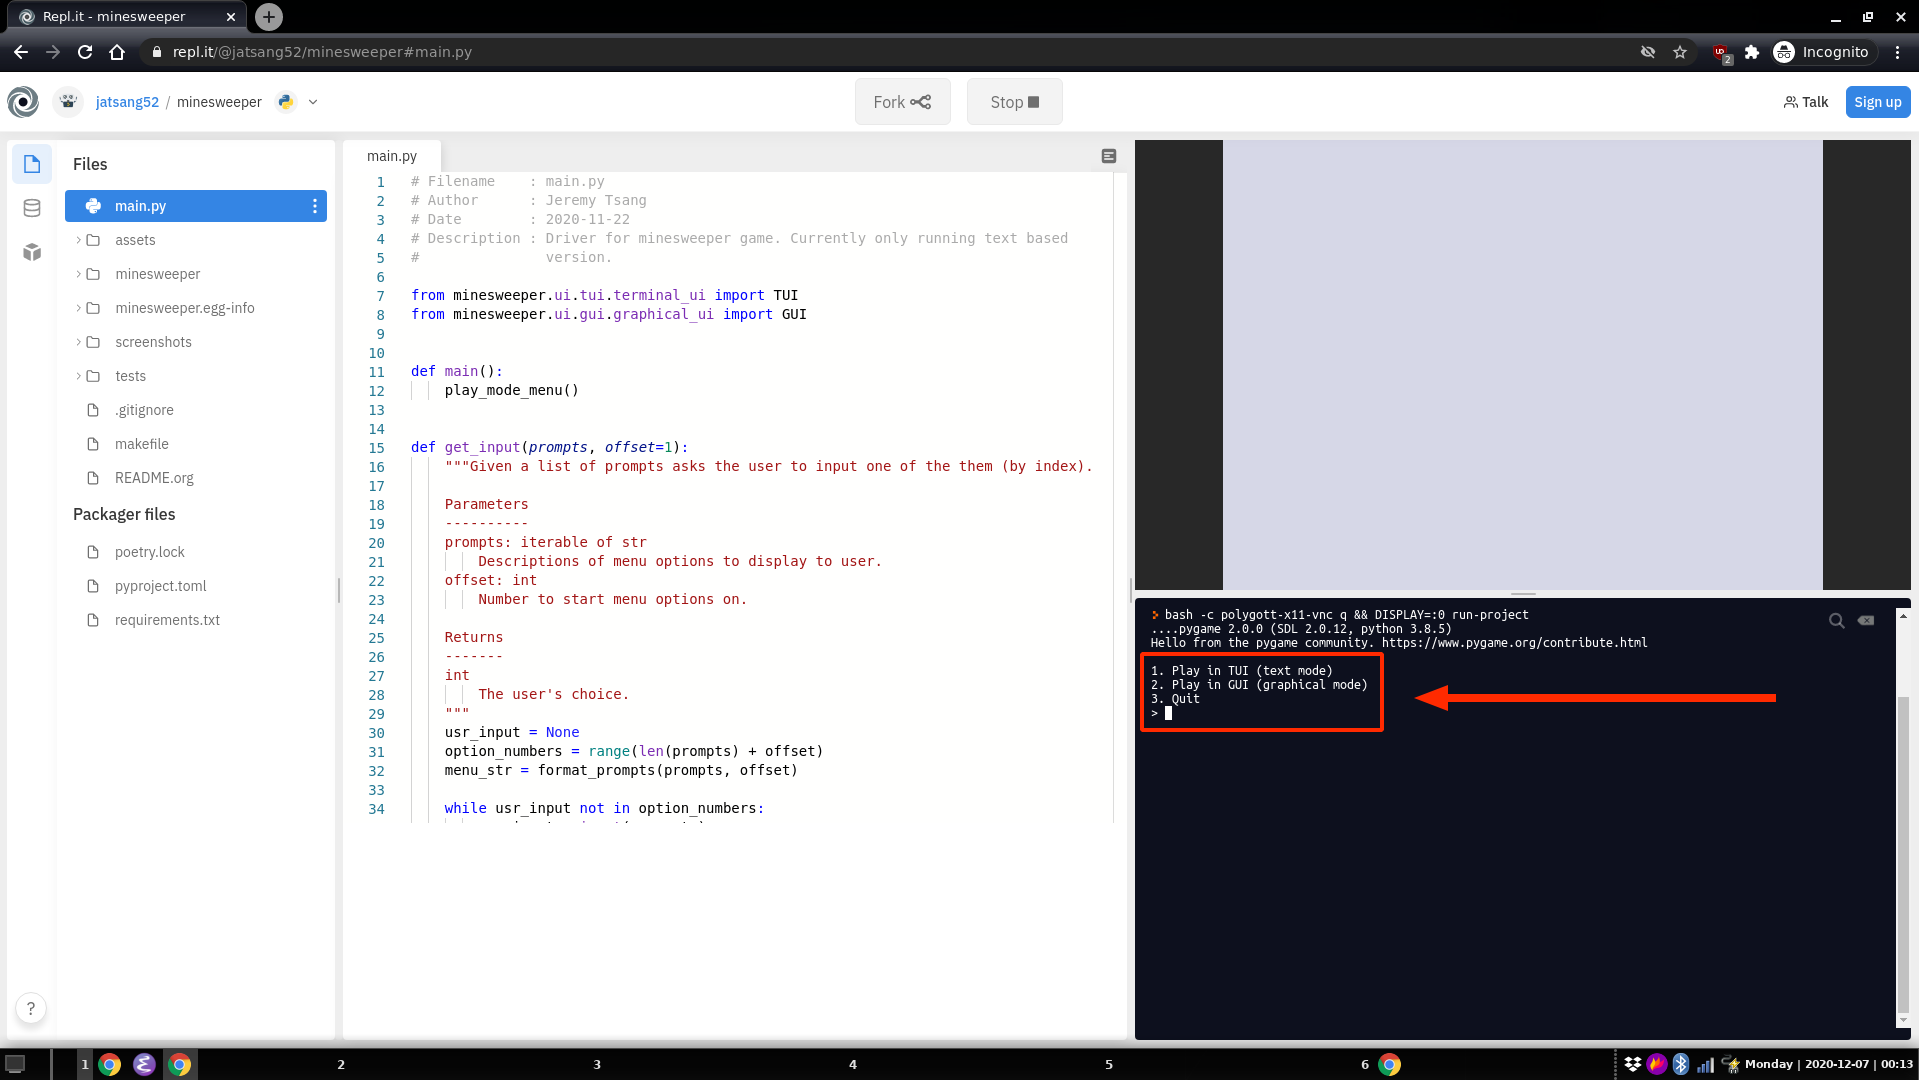 Repl.it - minesweeper
repl.it/@jatsang52/minesweeper#main.py
2
Incognito
jatsang52 / minesweeper
Fork
Stop
Talk
Sign up
Files
main.py
assets
minesweeper
minesweeper.egg-info
screenshots
tests
.gitignore
makefile
README.org
Packager files
poetry.lock
pyproject.toml
requirements.txt
?
main.py
1 # Filename    : main.py
2 # Author      : Jeremy Tsang
3 # Date        : 2020-11-22
4 # Description : Driver for minesweeper game. Currently only running text based
5 #               version.
6
7 from minesweeper.ui.tui.terminal_ui import TUI
8 from minesweeper.ui.gui.graphical_ui import GUI
9
10
11 def main():
12     play_mode_menu()
13
14
15 def get_input(prompts, offset=1):
16     """Given a list of prompts asks the user to input one of the them (by index).
17
18     Parameters
19     ----------
20     prompts: iterable of str
21         Descriptions of menu options to display to user.
22     offset: int
23         Number to start menu options on.
24
25     Returns
26     -------
27     int
28         The user's choice.
29     """
30     usr_input = None
31     option_numbers = range(len(prompts) + offset)
32     menu_str = format_prompts(prompts, offset)
33
34     while usr_input not in option_numbers:
bash -c polygott-x11-vnc q && DISPLAY=:0 run-project
....pygame 2.0.0 (SDL 2.0.12, python 3.8.5)
Hello from the pygame community. https://www.pygame.org/contribute.html
1. Play in TUI (text mode)
2. Play in GUI (graphical mode)
3. Quit
>
1 2 3 4 5 6
Monday | 2020-12-07 | 00:13